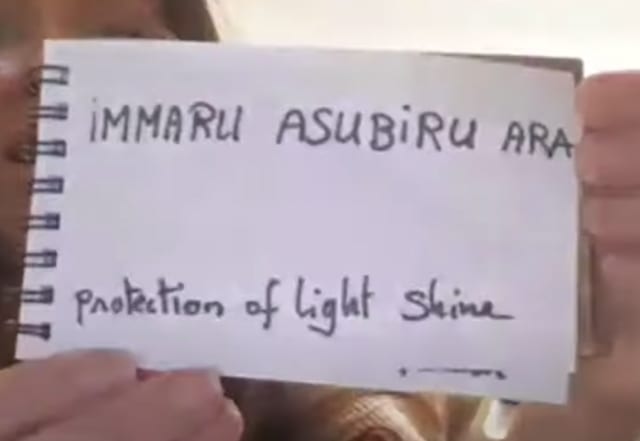 iMMARU ASUBiRU ARA
protection of light shine